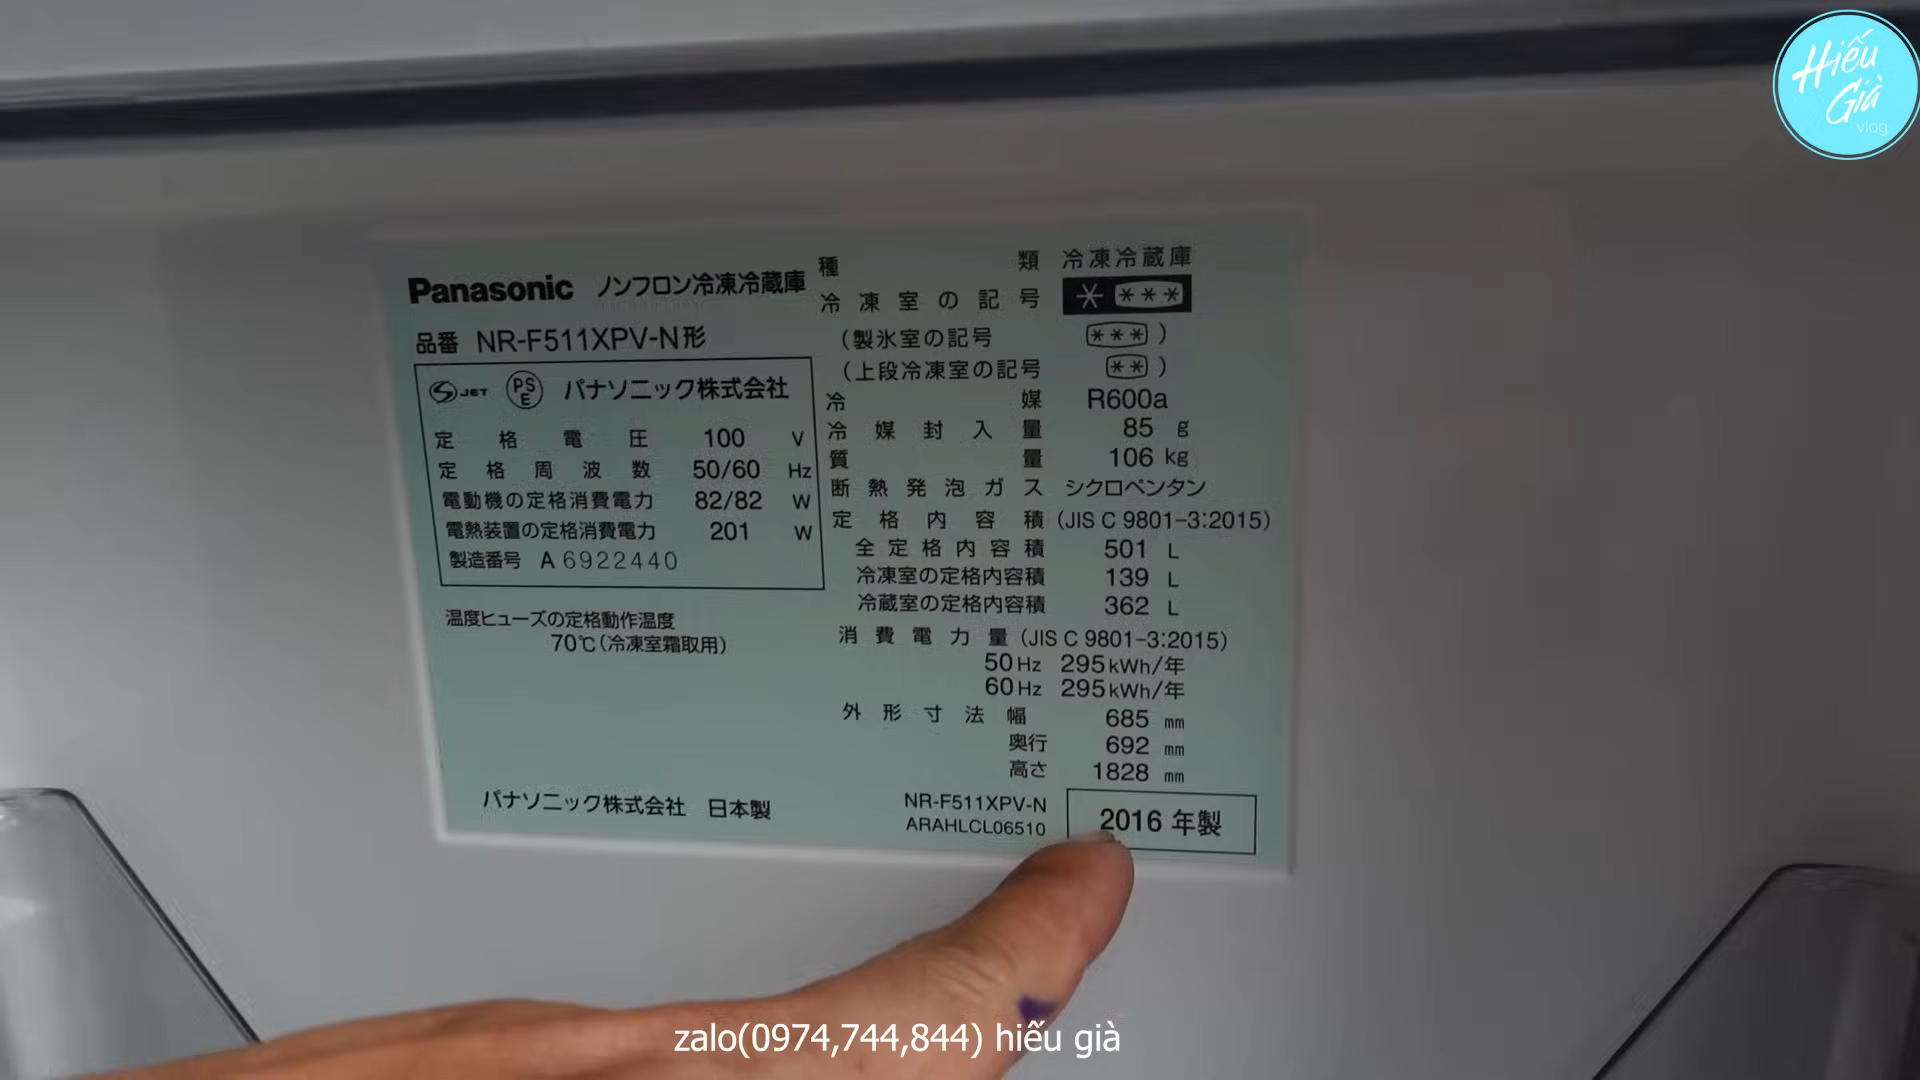 Panasonic ノンフロン冷凍冷蔵庫
品番 NR-F511XPV-N形
JET PSE パナソニック株式会社
定格電圧 100 V
定格周波数 50/60 Hz
電動機の定格消費電力 82/82 W
電熱装置の定格消費電力 201 W
製造番号 A 6922440
温度ヒューズの定格動作温度
70℃(冷凍室霜取用)
パナソニック株式会社 日本製
種類 冷凍冷蔵庫
冷凍室の記号 * ***
(製氷室の記号 ***)
(上段冷凍室の記号 **)
冷媒 R600a
冷媒封入量 85 g
質量 106 kg
断熱発泡ガス シクロペンタン
定格内容積 (JIS C 9801-3:2015)
全定格内容積 501 L
冷凍室の定格内容積 139 L
冷蔵室の定格内容積 362 L
消費電力量 (JIS C 9801-3:2015)
50Hz 295kWh/年
60Hz 295kWh/年
外形寸法 幅 685 mm
奥行 692 mm
高さ 1828 mm
NR-F511XPV-N
ARAHLCL06510
2016 年製
Hiếu
Già
vlog
zalo(0974,744,844) hiếu già